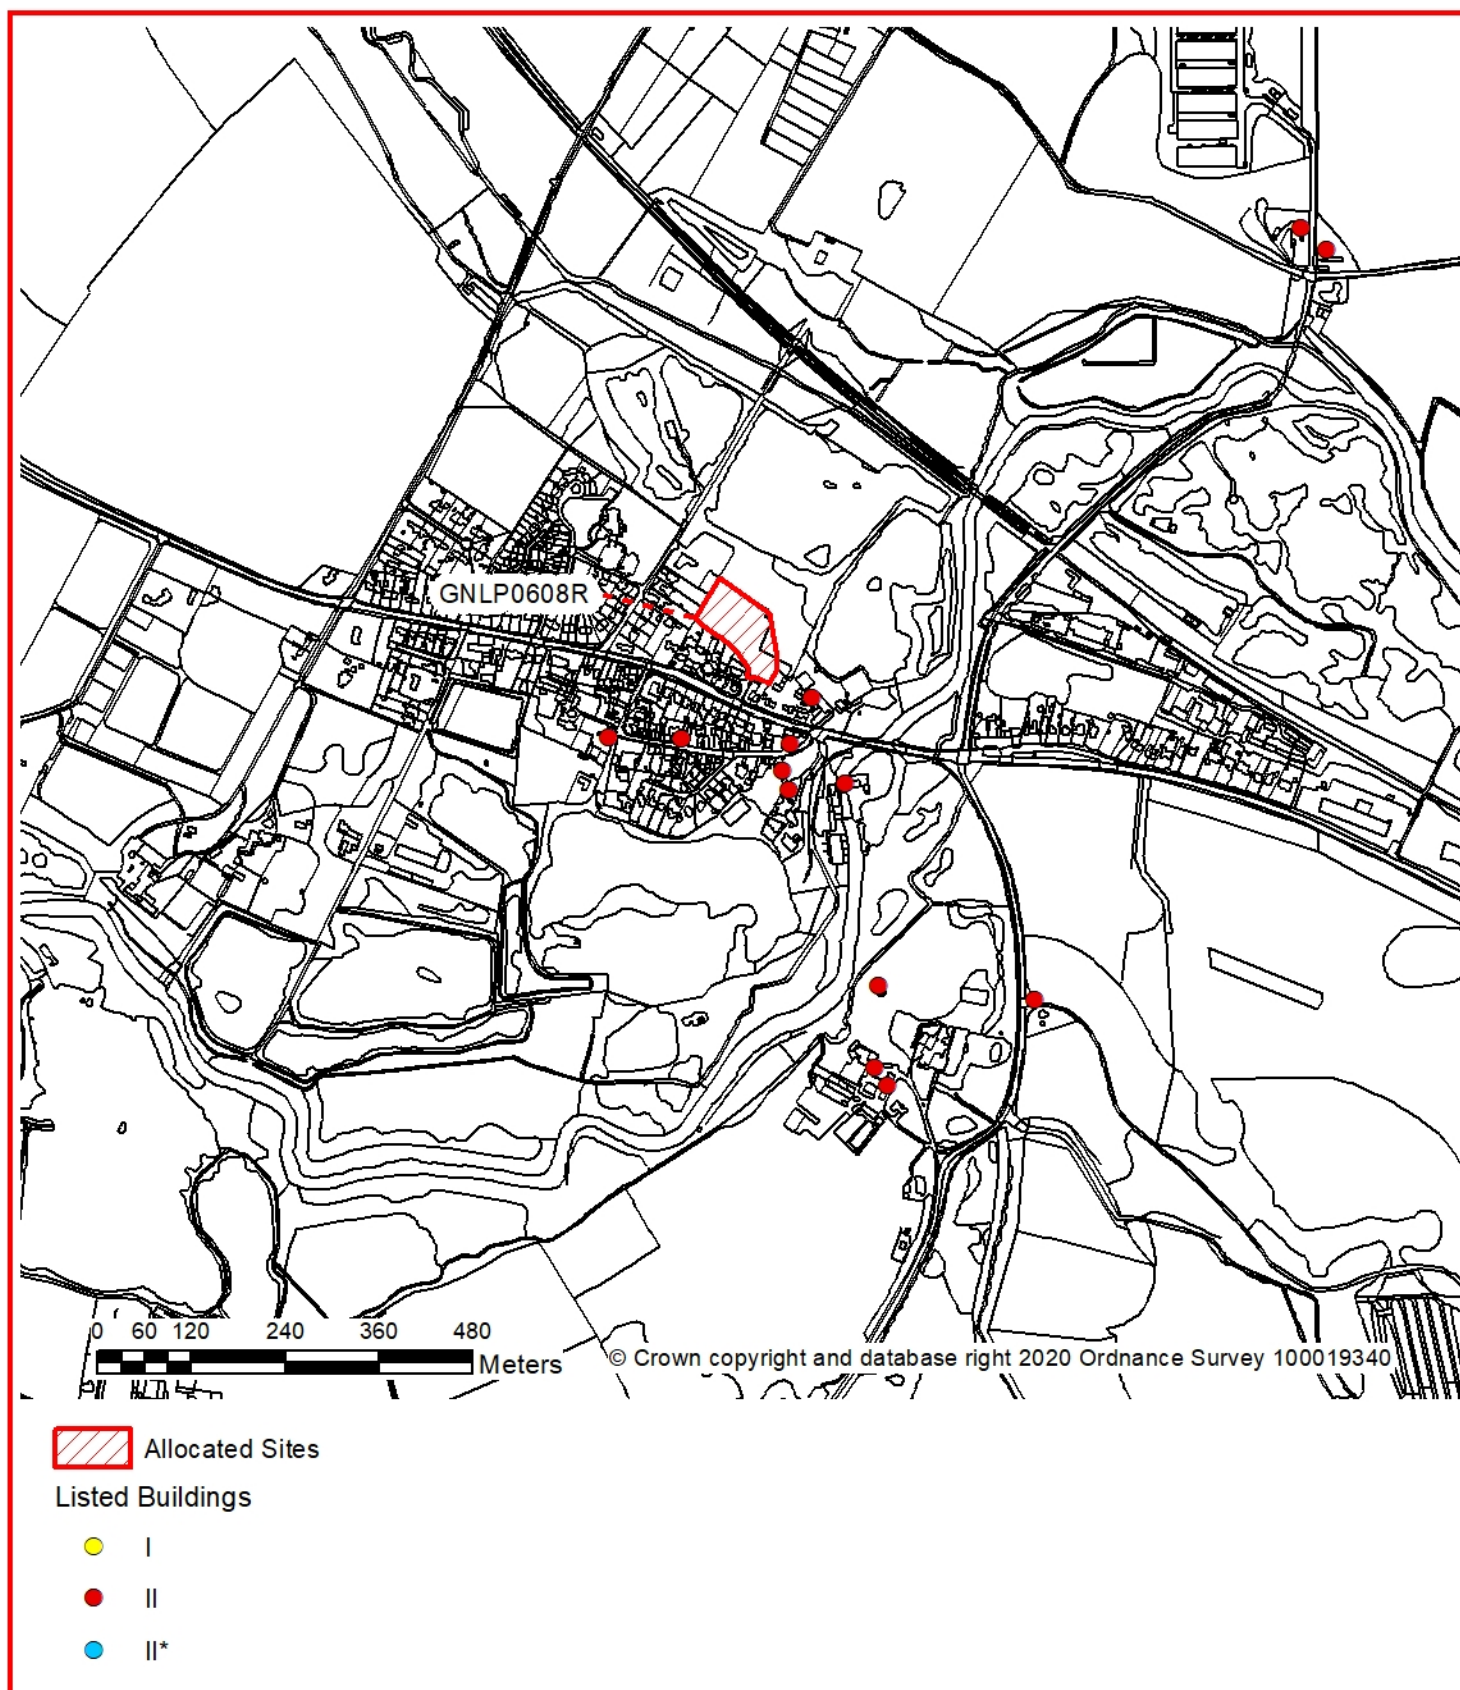 GNLP0608R
0 60 120 240 360 480
Meters
© Crown copyright and database right 2020 Ordnance Survey 100019340
Allocated Sites
Listed Buildings
I
II
II*